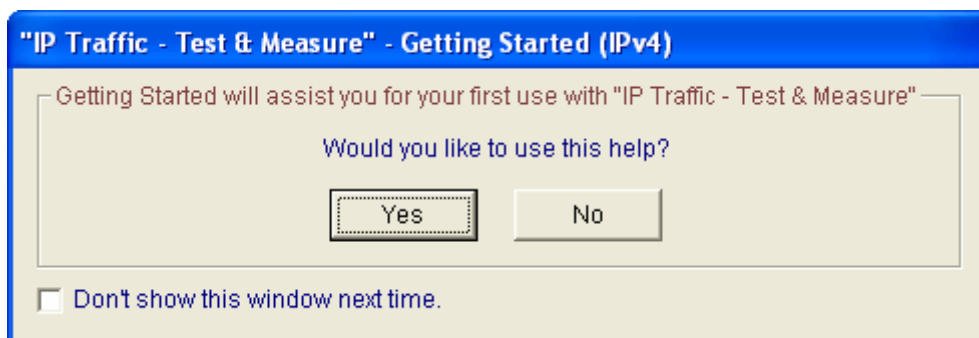 "IP Traffic - Test & Measure" - Getting Started (IPv4)
Getting Started will assist you for your first use with "IP Traffic - Test & Measure"
Would you like to use this help?
Yes No
Don't show this window next time.